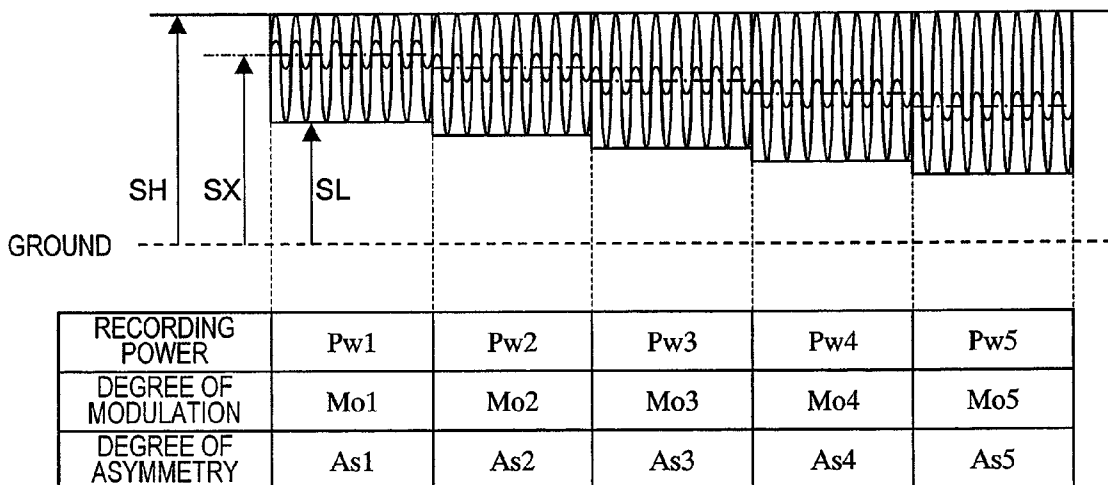 SH
SX
SL
GROUND
RECORDING
POWER
Pw1
Pw2
Pw3
Pw4
Pw5
DEGREE OF
MODULATION
Mo1
Mo2
Mo3
Mo4
Mo5
DEGREE OF
ASYMMETRY
As1
As2
As3
As4
As5